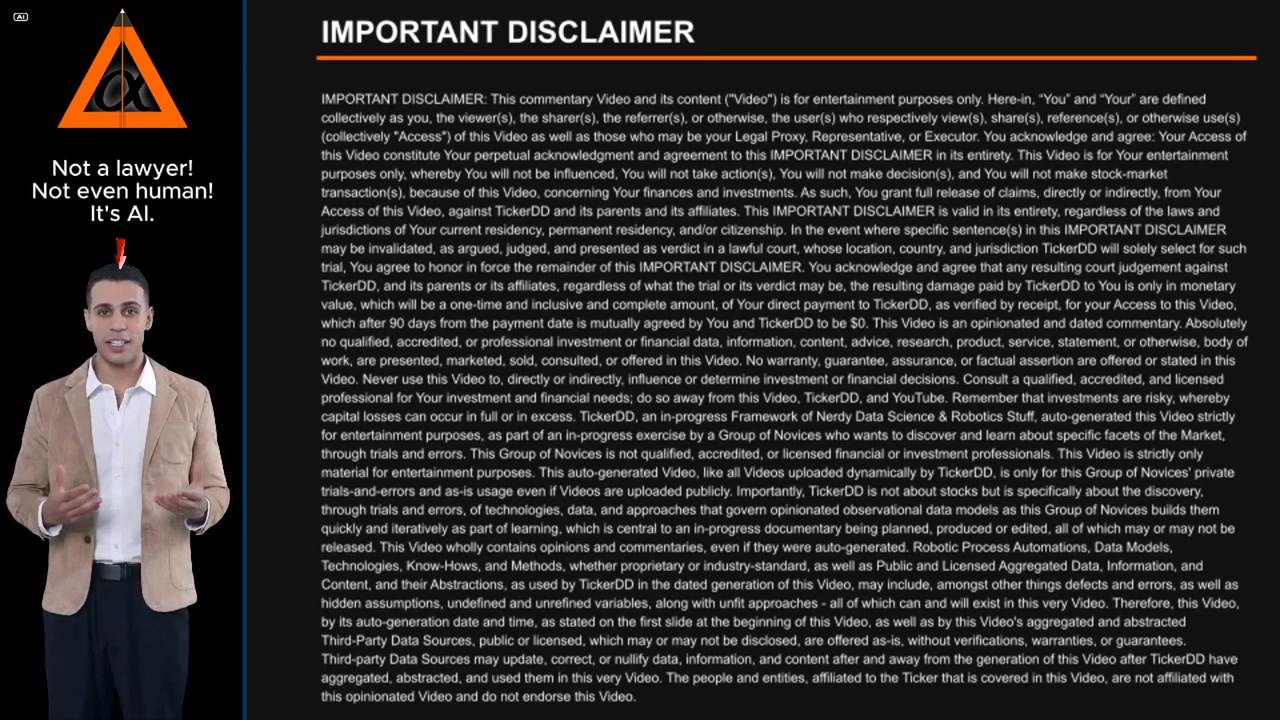 AI
IMPORTANT DISCLAIMER
α
Not a lawyer!
Not even human!
It's AI.
IMPORTANT DISCLAIMER: This commentary Video and its content ("Video") is for entertainment purposes only. Here-in, “You” and “Your” are defined
collectively as you, the viewer(s), the sharer(s), the referrer(s), or otherwise, the user(s) who respectively view(s), share(s), reference(s), or otherwise use(s)
(collectively "Access") of this Video as well as those who may be your Legal Proxy, Representative, or Executor. You acknowledge and agree: Your Access of
this Video constitute Your perpetual acknowledgment and agreement to this IMPORTANT DISCLAIMER in its entirety. This Video is for Your entertainment
purposes only, whereby You will not be influenced, You will not take action(s), You will not make decision(s), and You will not make stock-market
transaction(s), because of this Video, concerning Your finances and investments. As such, You grant full release of claims, directly or indirectly, from Your
Access of this Video, against TickerDD and its parents and its affiliates. This IMPORTANT DISCLAIMER is valid in its entirety, regardless of the laws and
jurisdictions of Your current residency, permanent residency, and/or citizenship. In the event where specific sentence(s) in this IMPORTANT DISCLAIMER
may be invalidated, as argued, judged, and presented as verdict in a lawful court, whose location, country, and jurisdiction TickerDD will solely select for such
trial, You agree to honor in force the remainder of this IMPORTANT DISCLAIMER. You acknowledge and agree that any resulting court judgement against
TickerDD, and its parents or its affiliates, regardless of what the trial or its verdict may be, the resulting damage paid by TickerDD to You is only in monetary
value, which will be a one-time and inclusive and complete amount, of Your direct payment to TickerDD, as verified by receipt, for your Access to this Video,
which after 90 days from the payment date is mutually agreed by You and TickerDD to be $0. This Video is an opinionated and dated commentary. Absolutely
no qualified, accredited, or professional investment or financial data, information, content, advice, research, product, service, statement, or otherwise, body of
work, are presented, marketed, sold, consulted, or offered in this Video. No warranty, guarantee, assurance, or factual assertion are offered or stated in this
Video. Never use this Video to, directly or indirectly, influence or determine investment or financial decisions. Consult a qualified, accredited, and licensed
professional for Your investment and financial needs; do so away from this Video, TickerDD, and YouTube. Remember that investments are risky, whereby
capital losses can occur in full or in excess. TickerDD, an in-progress Framework of Nerdy Data Science & Robotics Stuff, auto-generated this Video strictly
for entertainment purposes, as part of an in-progress exercise by a Group of Novices who wants to discover and learn about specific facets of the Market,
through trials and errors. This Group of Novices is not qualified, accredited, or licensed financial or investment professionals. This Video is strictly only
material for entertainment purposes. This auto-generated Video, like all Videos uploaded dynamically by TickerDD, is only for this Group of Novices' private
trials-and-errors and as-is usage even if Videos are uploaded publicly. Importantly, TickerDD is not about stocks but is specifically about the discovery,
through trials and errors, of technologies, data, and approaches that govern opinionated observational data models as this Group of Novices builds them
quickly and iteratively as part of learning, which is central to an in-progress documentary being planned, produced or edited, all of which may or may not be
released. This Video wholly contains opinions and commentaries, even if they were auto-generated. Robotic Process Automations, Data Models,
Technologies, Know-Hows, and Methods, whether proprietary or industry-standard, as well as Public and Licensed Aggregated Data, Information, and
Content, and their Abstractions, as used by TickerDD in the dated generation of this Video, may include, amongst other things defects and errors, as well as
hidden assumptions, undefined and unrefined variables, along with unfit approaches - all of which can and will exist in this very Video. Therefore, this Video,
by its auto-generation date and time, as stated on the first slide at the beginning of this Video, as well as by this Video's aggregated and abstracted
Third-Party Data Sources, public or licensed, which may or may not be disclosed, are offered as-is, without verifications, warranties, or guarantees.
Third-party Data Sources may update, correct, or nullify data, information, and content after and away from the generation of this Video after TickerDD have
aggregated, abstracted, and used them in this very Video. The people and entities, affiliated to the Ticker that is covered in this Video, are not affiliated with
this opinionated Video and do not endorse this Video.